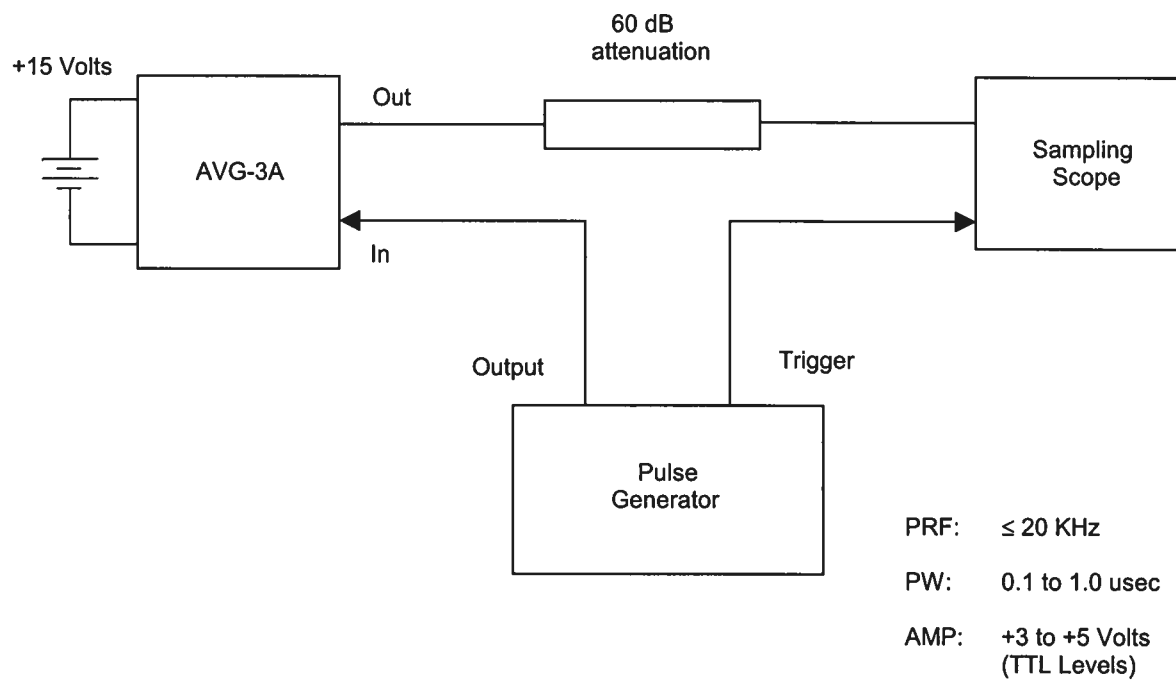 60 dB
attenuation
+15 Volts
Out
AVG-3A
Sampling
Scope
In
Output
Trigger
Pulse
Generator
PRF: ≤ 20 KHz
PW: 0.1 to 1.0 usec
AMP: +3 to +5 Volts
(TTL Levels)